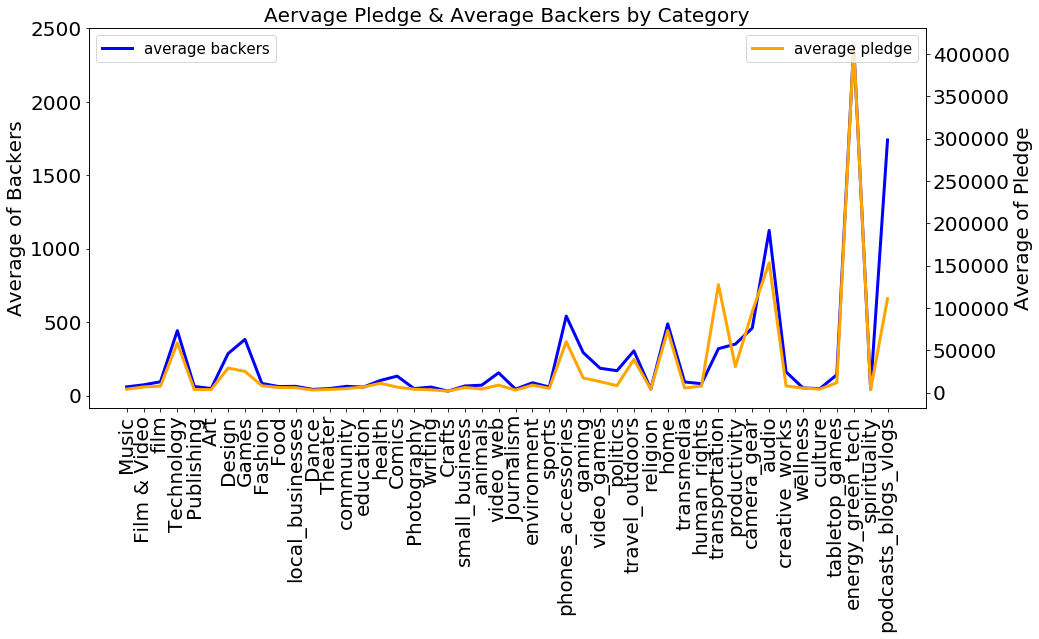 Aervage Pledge & Average Backers by Category
average backers
average pledge
Average of Backers
2500
2000
1500
1000
500
0
Average of Pledge
400000
350000
300000
250000
200000
150000
100000
50000
0
Music
Film & Video
film
Technology
Publishing
Art
Design
Games
Fashion
Food
local_businesses
Dance
Theater
community
education
health
Comics
Photography
writing
Crafts
small_business
animals
video_web
Journalism
environment
sports
phones_accessories
gaming
video_games
politics
travel_outdoors
religion
home
transmedia
human_rights
transportation
productivity
camera_gear
audio
creative_works
wellness
culture
tabletop_games
energy_green_tech
spirituality
podcasts_blogs_vlogs